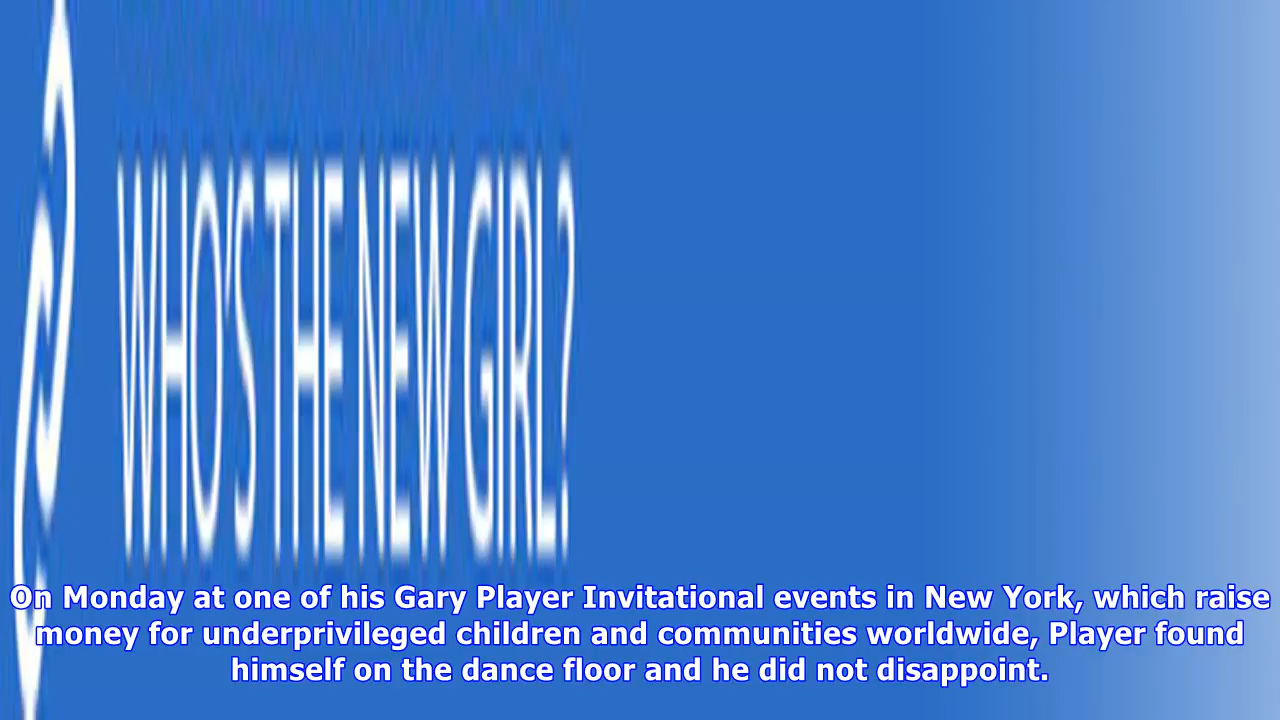 WHO'S THE NEW GIRL?
On Monday at one of his Gary Player Invitational events in New York, which raise
money for underprivileged children and communities worldwide, Player found
himself on the dance floor and he did not disappoint.